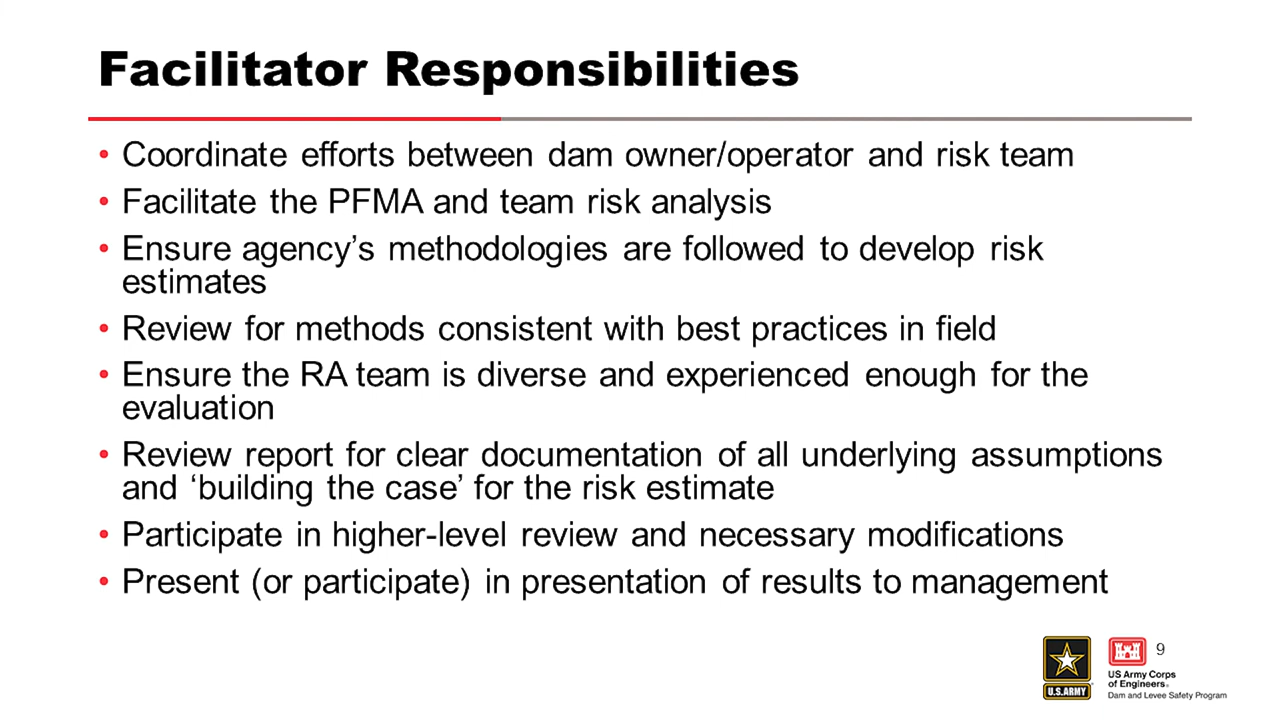 Facilitator Responsibilities
• Coordinate efforts between dam owner/operator and risk team
• Facilitate the PFMA and team risk analysis
• Ensure agency’s methodologies are followed to develop risk
estimates
• Review for methods consistent with best practices in field
• Ensure the RA team is diverse and experienced enough for the
evaluation
• Review report for clear documentation of all underlying assumptions
and ‘building the case’ for the risk estimate
• Participate in higher-level review and necessary modifications
• Present (or participate) in presentation of results to management
9
U.S.ARMY
US Army Corps
of Engineers®
Dam and Levee Safety Program